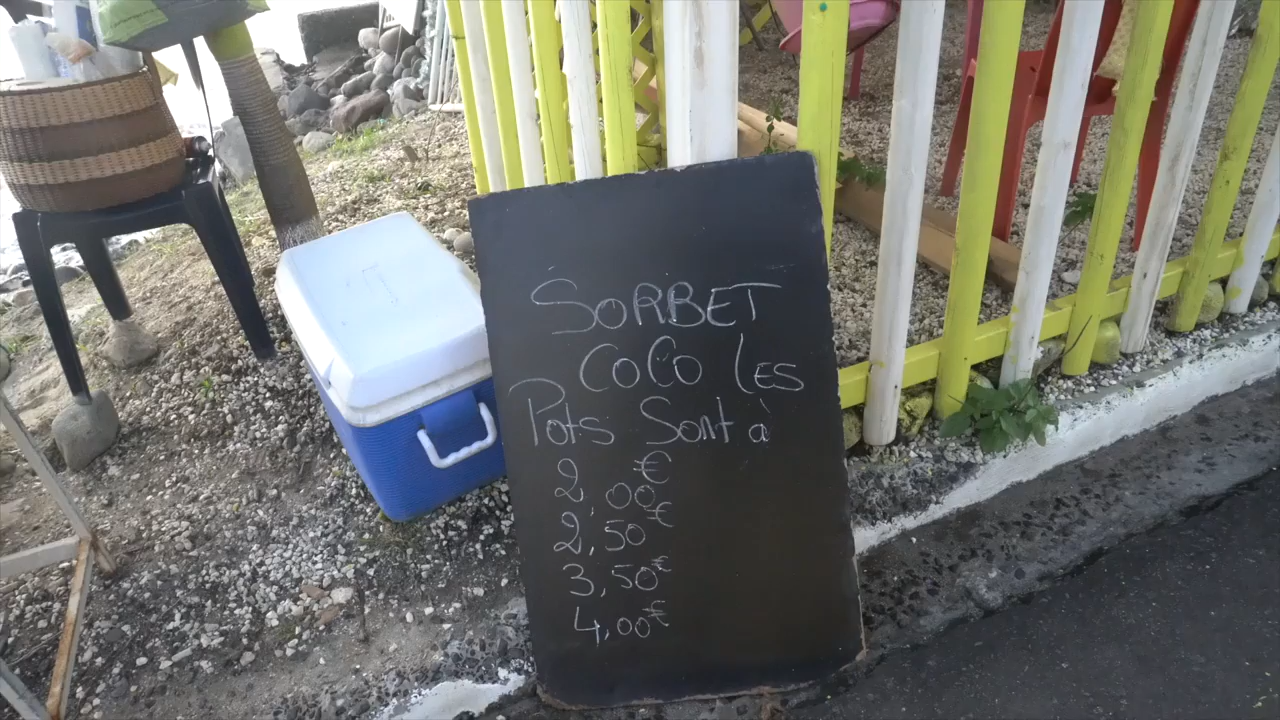 SORBET
COCO LES
Pots Sont à
2,00€
2,50€
3,50€
4,00€